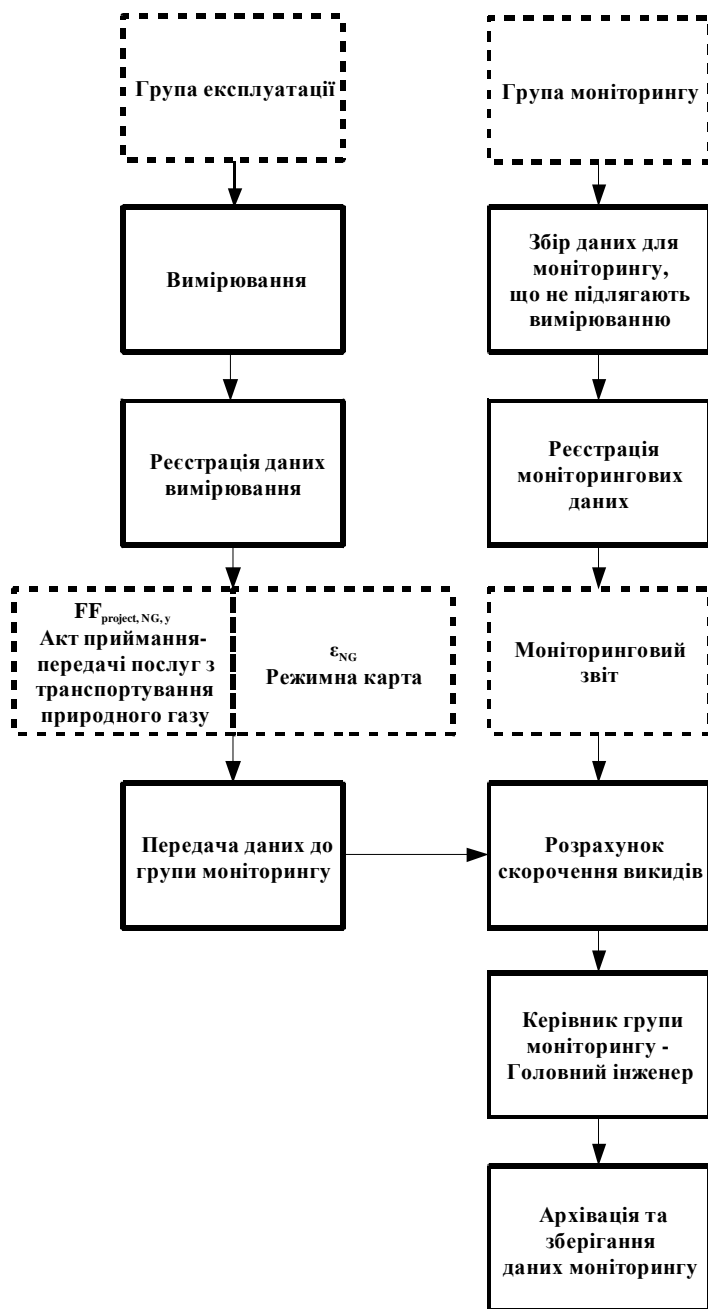 Група експлуатації
Група моніторингу
Вимірювання
Збір даних для
моніторингу,
що не підлягають
вимірюванню
Реєстрація даних
вимірювання
Реєстрація
моніторингових
даних
FFproject, NG, y
Акт приймання-
передачі послуг з
транспортування
природного газу
εNG
Режимна карта
Моніторинговий
звіт
Передача даних до
групи моніторингу
Розрахунок
скорочення викидів
Керівник групи
моніторингу -
Головний інженер
Архівація та
зберігання
даних моніторингу